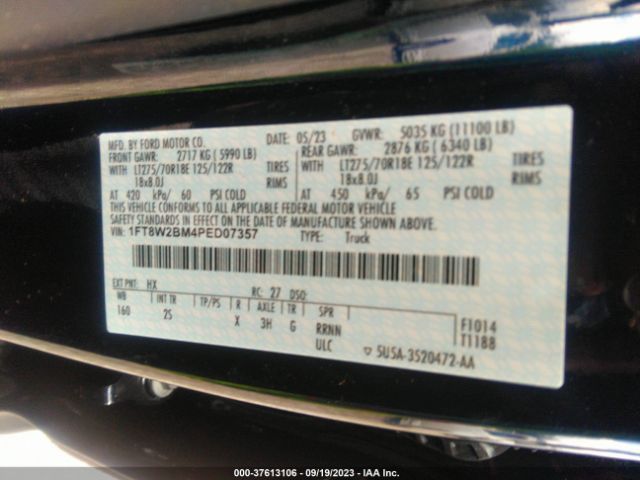 MFD. BY FORD MOTOR CO.
DATE: 05/23 GVWR: 5035 KG (11100 LB)
FRONT GAWR: 2717 KG (5990 LB) REAR GAWR: 2876 KG (6340 LB)
WITH LT275/70R18E 125/122R TIRES WITH LT275/70R18E 125/122R TIRES
18x8.0J RIMS 18x8.0J RIMS
AT 420 kPa/ 60 PSI COLD AT 450 kPa/ 65 PSI COLD
THIS VEHICLE CONFORMS TO ALL APPLICABLE FEDERAL MOTOR VEHICLE
SAFETY STANDARDS IN EFFECT ON THE DATE OF MANUFACTURE SHOWN ABOVE.
VIN: 1FT8W2BM4PED07357 TYPE: Truck
EXT PNT: HX RC: 27 DSO:
WB INT TR TP/PS R AXLE TR SPR
160 2S X 3H G RRNN
ULC
F1014
T1188
5U5A-3520472-AA
000-37613106 - 09/19/2023 - IAA Inc.